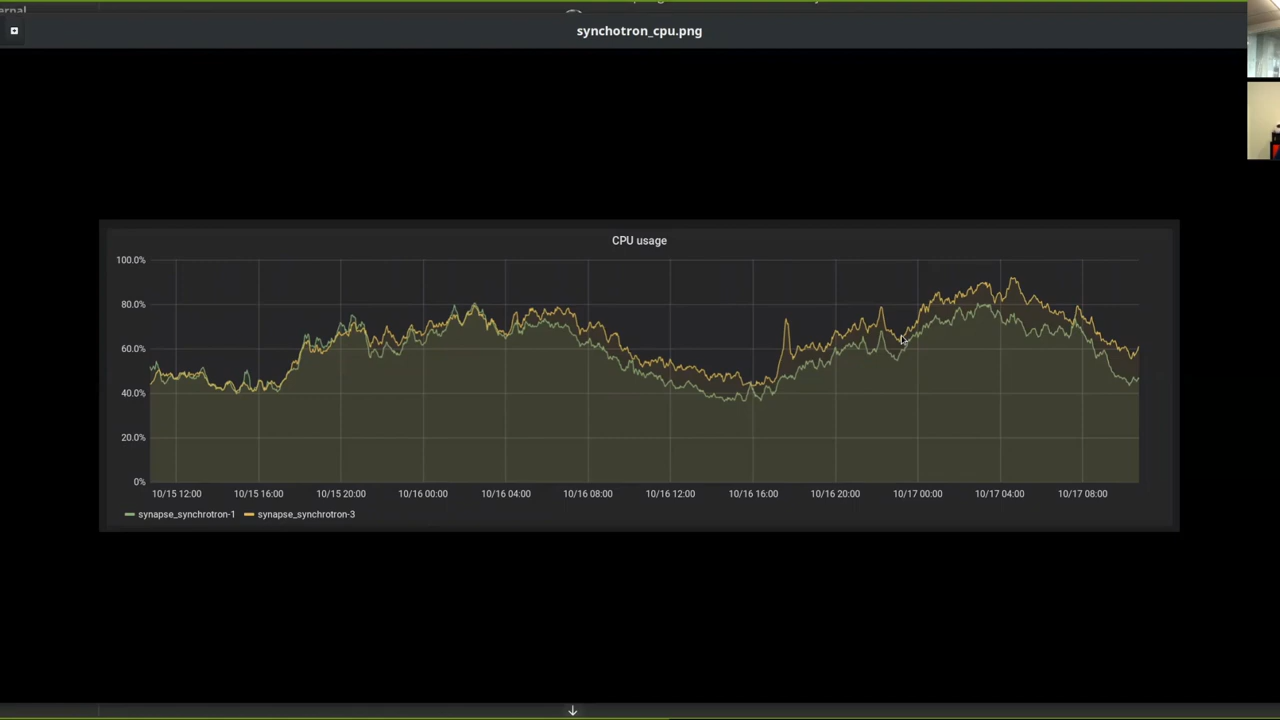 ernal
synchotron_cpu.png
CPU usage
100.0%
80.0%
60.0%
40.0%
20.0%
0%
10/15 12:00 10/15 16:00 10/15 20:00 10/16 00:00 10/16 04:00 10/16 08:00 10/16 12:00 10/16 16:00 10/16 20:00 10/17 00:00 10/17 04:00 10/17 08:00
synapse_synchrotron-1 synapse_synchrotron-3